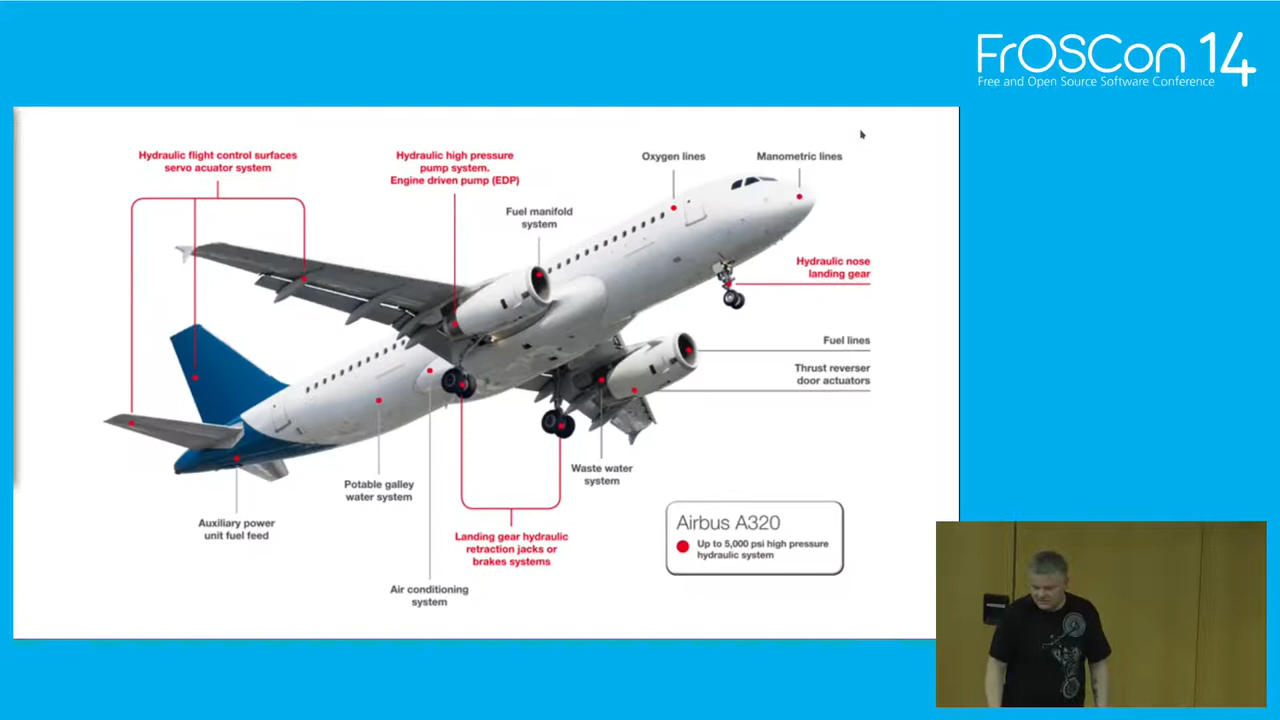 FrOSCon 14
Free and Open Source Software Conference
Hydraulic flight control surfaces
servo acuator system
Hydraulic high pressure
pump system.
Engine driven pump (EDP)
Oxygen lines
Manometric lines
Fuel manifold
system
Hydraulic nose
landing gear
Fuel lines
Thrust reverser
door actuators
Waste water
system
Potable galley
water system
Auxiliary power
unit fuel feed
Landing gear hydraulic
retraction jacks or
brakes systems
Air conditioning
system
Airbus A320
Up to 5,000 psi high pressure
hydraulic system